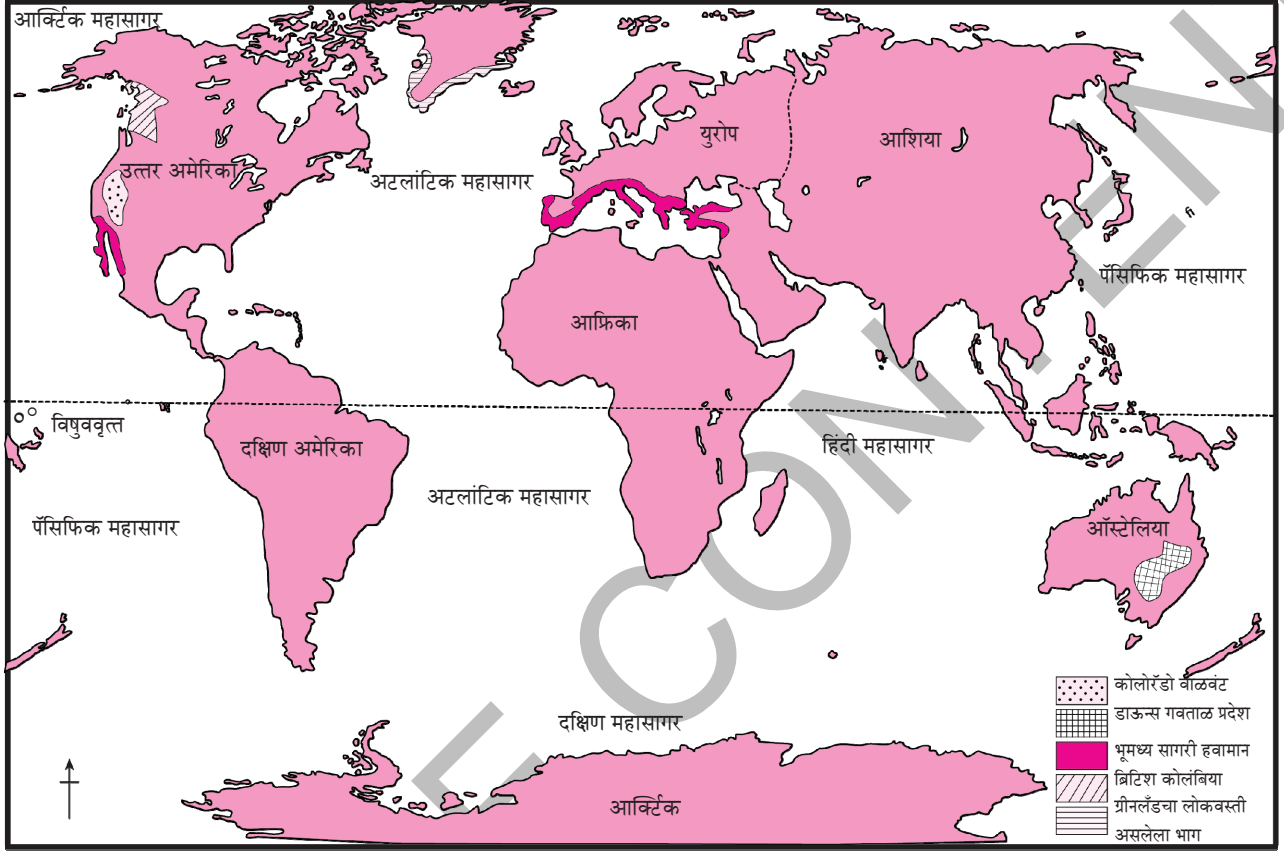 आर्क्टिक महासागर
युरोप
आशिया
उत्तर अमेरिका
अटलांटिक महासागर
पॅसिफिक महासागर
आफ्रिका
विषुववृत्त
दक्षिण अमेरिका
हिंदी महासागर
अटलांटिक महासागर
पॅसिफिक महासागर
ऑस्टेलिया
कोलोरॅडो वाळवंट
डाऊन्स गवताळ प्रदेश
दक्षिण महासागर
भूमध्य सागरी हवामान
ब्रिटिश कोलंबिया
आर्क्टिक
ग्रीनलँडचा लोकवस्ती
असलेला भाग
E CONTEN